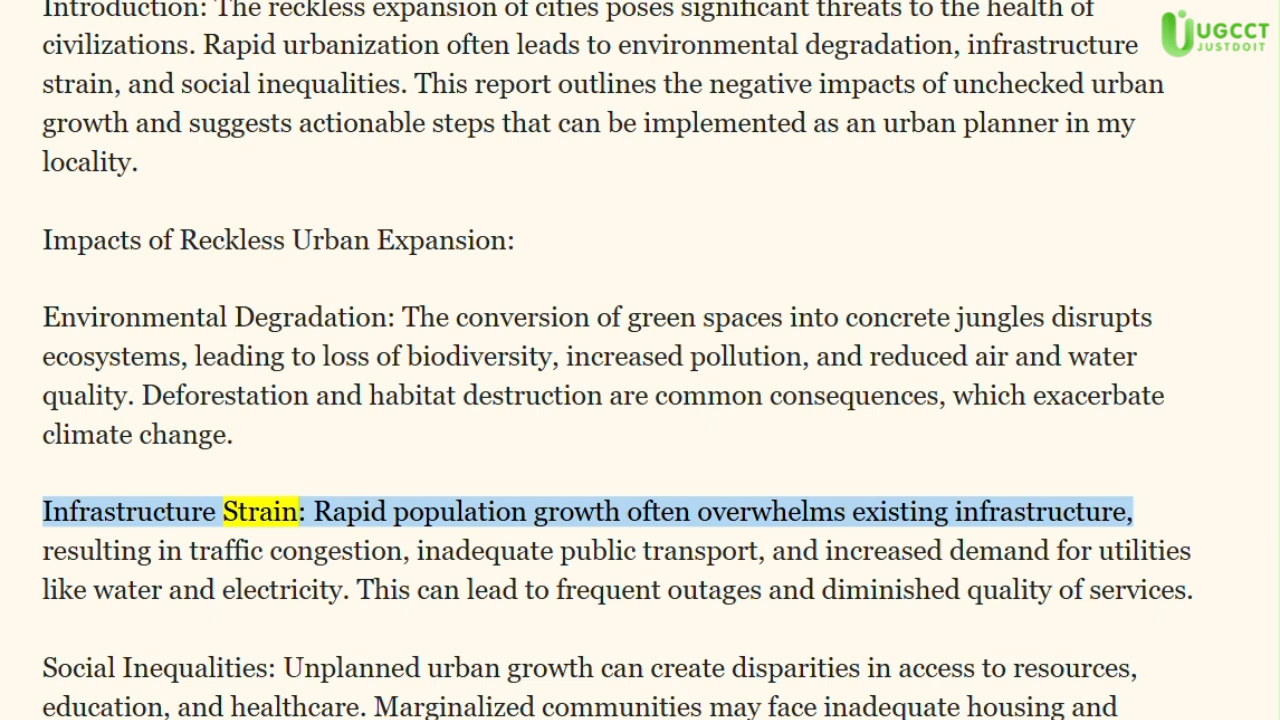 Introduction: The reckless expansion of cities poses significant threats to the health of
civilizations. Rapid urbanization often leads to environmental degradation, infrastructure
strain, and social inequalities. This report outlines the negative impacts of unchecked urban
growth and suggests actionable steps that can be implemented as an urban planner in my
locality.
Impacts of Reckless Urban Expansion:
Environmental Degradation: The conversion of green spaces into concrete jungles disrupts
ecosystems, leading to loss of biodiversity, increased pollution, and reduced air and water
quality. Deforestation and habitat destruction are common consequences, which exacerbate
climate change.
Infrastructure Strain: Rapid population growth often overwhelms existing infrastructure,
resulting in traffic congestion, inadequate public transport, and increased demand for utilities
like water and electricity. This can lead to frequent outages and diminished quality of services.
Social Inequalities: Unplanned urban growth can create disparities in access to resources,
education, and healthcare. Marginalized communities may face inadequate housing and
UGCCT
JUSTDOIT